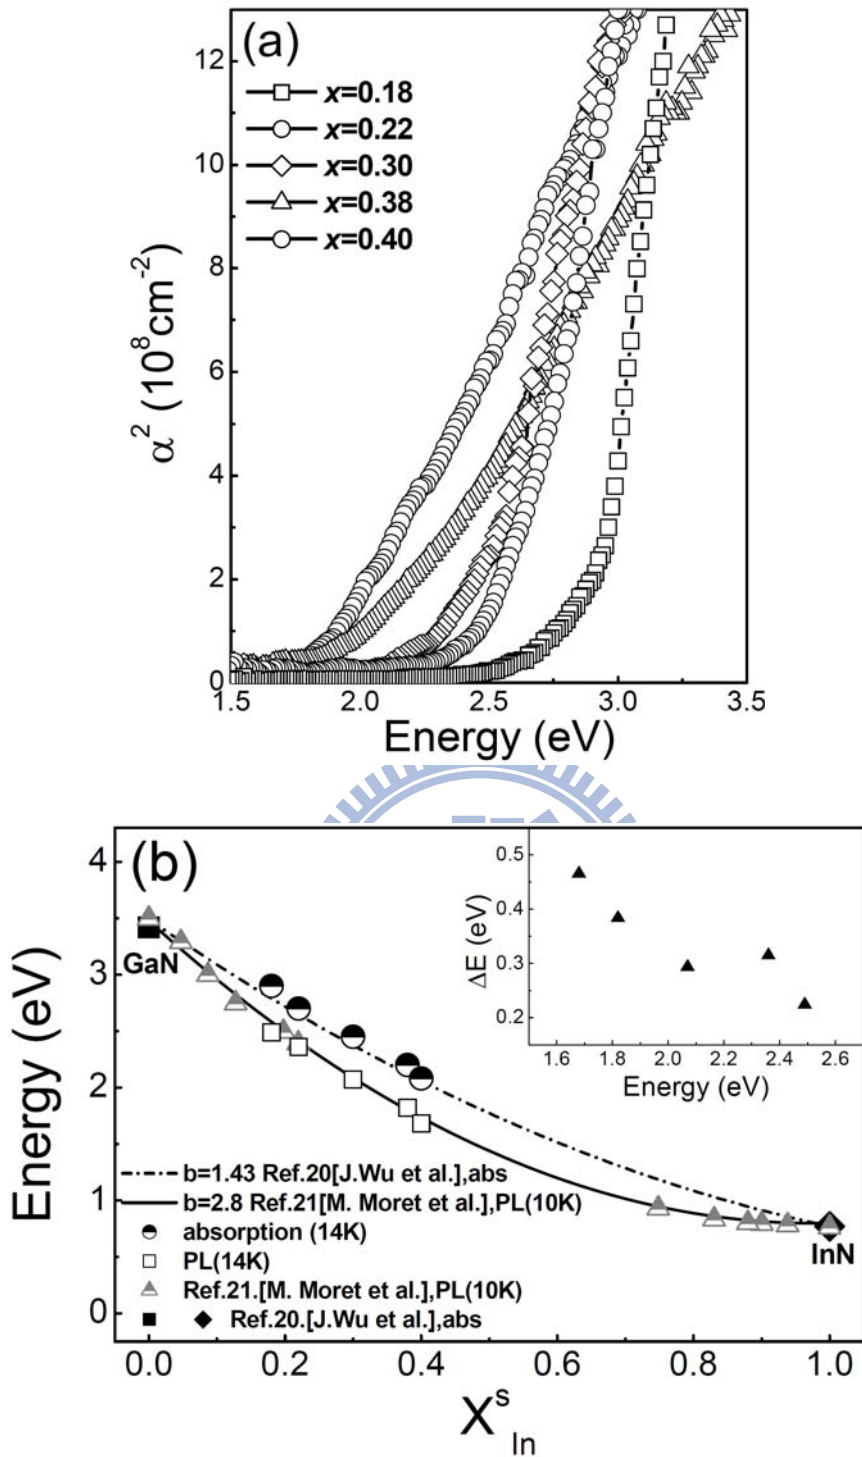 (a)
x=0.18
x=0.22
x=0.30
x=0.38
x=0.40
α² (10⁸cm⁻²)
12
10
8
6
4
2
0
1.5 2.0 2.5 3.0 3.5
Energy (eV)
(b)
Energy (eV)
4
3
2
1
0
GaN
InN
ΔE (eV)
0.5
0.4
0.3
0.2
1.6 1.8 2.0 2.2 2.4 2.6
Energy (eV)
b=1.43 Ref.20[J.Wu et al.],abs
b=2.8 Ref.21[M. Moret et al.],PL(10K)
absorption (14K)
PL(14K)
Ref.21.[M. Moret et al.],PL(10K)
Ref.20.[J.Wu et al.],abs
0.0 0.2 0.4 0.6 0.8 1.0
X^s_In